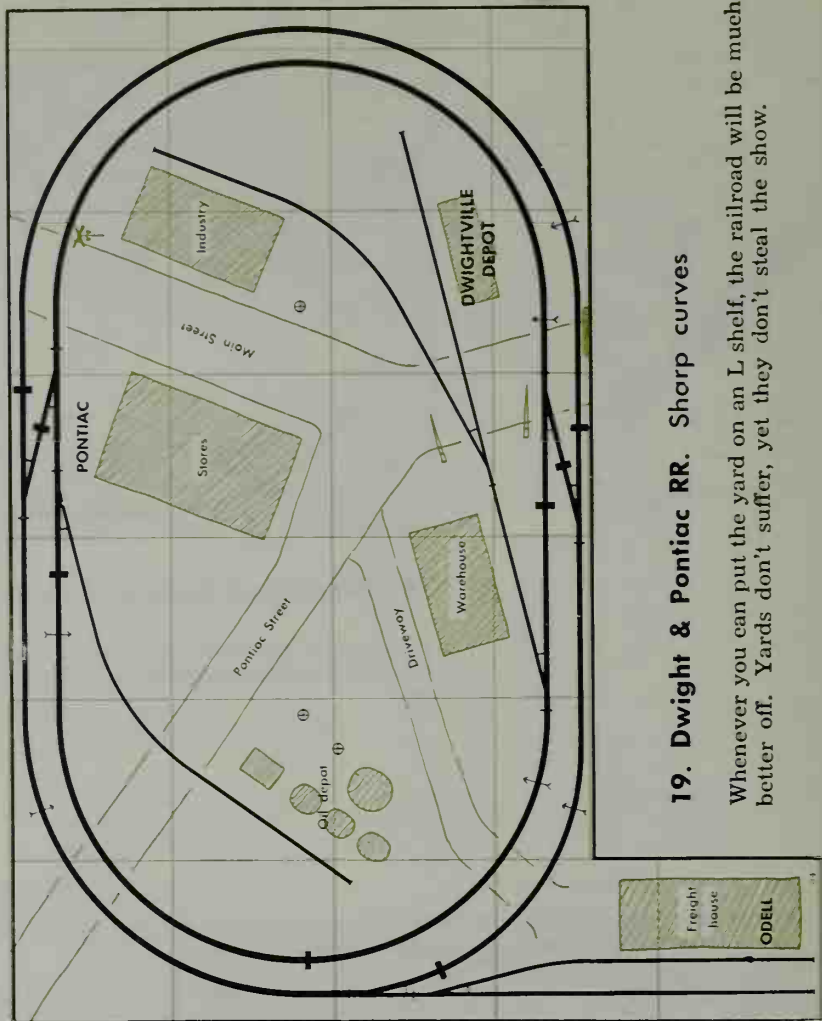 PONTIAC
Industry
Main Street
Stores
DWIGHTVILLE
DEPOT
Pontiac Street
Warehouse
Driveway
Oil depot
Freight
house
ODELL
19. Dwight & Pontiac RR. Sharp curves
Whenever you can put the yard on an L shelf, the railroad will be much
better off. Yards don't suffer, yet they don't steal the show.